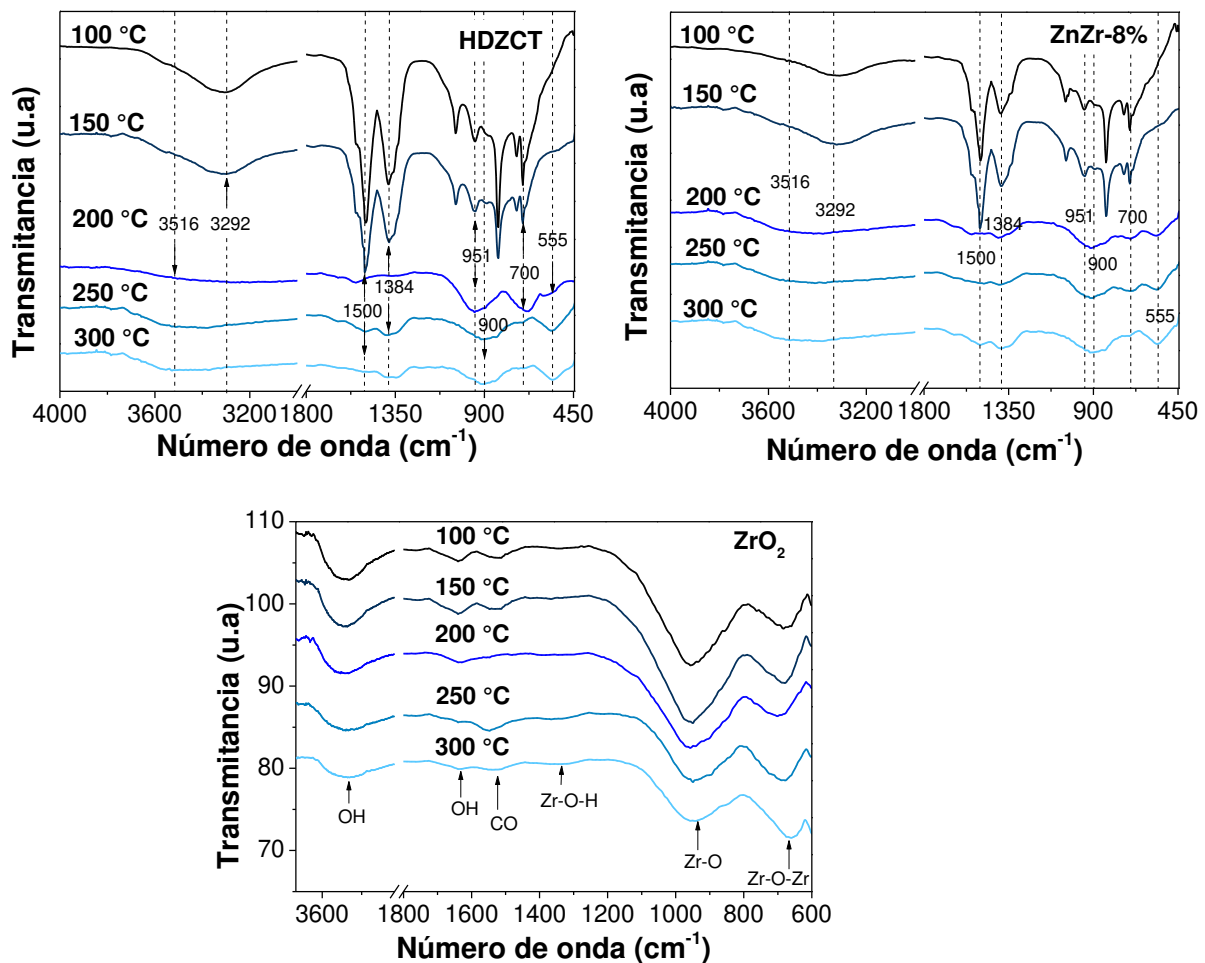 HDZCT
100 °C
150 °C
200 °C
250 °C
300 °C
3516
3292
1500
1384
951
900
700
555
Transmitancia (u.a)
4000 3600 3200 1800 1350 900 450
Número de onda (cm-1)
ZnZr-8%
100 °C
150 °C
200 °C
250 °C
300 °C
3516
3292
1500
1384
951
900
700
555
Transmitancia (u.a)
4000 3600 3200 1800 1350 900 450
Número de onda (cm-1)
ZrO2
110
100
90
80
70
100 °C
150 °C
200 °C
250 °C
300 °C
OH
OH
CO
Zr-O-H
Zr-O
Zr-O-Zr
Transmitancia (u.a)
3600 1800 1600 1400 1200 1000 800 600
Número de onda (cm-1)